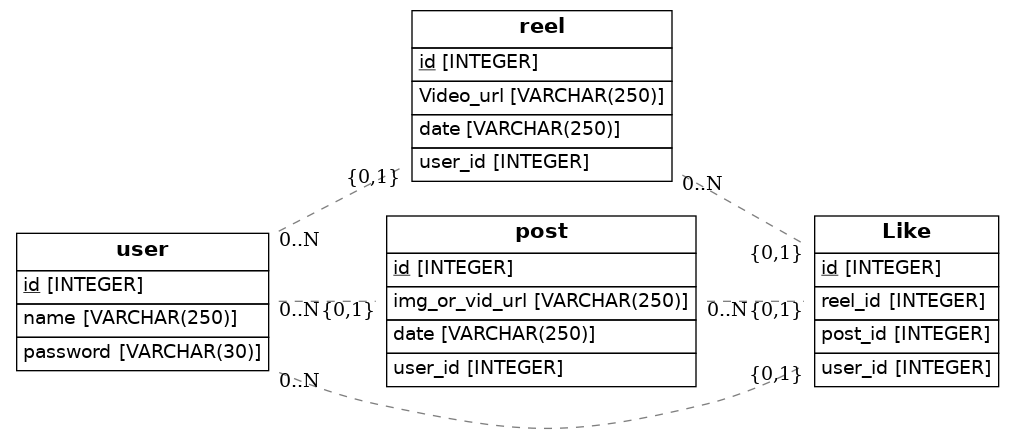 reel
id [INTEGER]
Video_url [VARCHAR(250)]
date [VARCHAR(250)]
user_id [INTEGER]
{0,1}
0..N
0..N
{0,1}
user
id [INTEGER]
name [VARCHAR(250)]
password [VARCHAR(30)]
0..N
{0,1}
post
id [INTEGER]
img_or_vid_url [VARCHAR(250)]
date [VARCHAR(250)]
user_id [INTEGER]
0..N
{0,1}
Like
id [INTEGER]
reel_id [INTEGER]
post_id [INTEGER]
user_id [INTEGER]
0..N
{0,1}